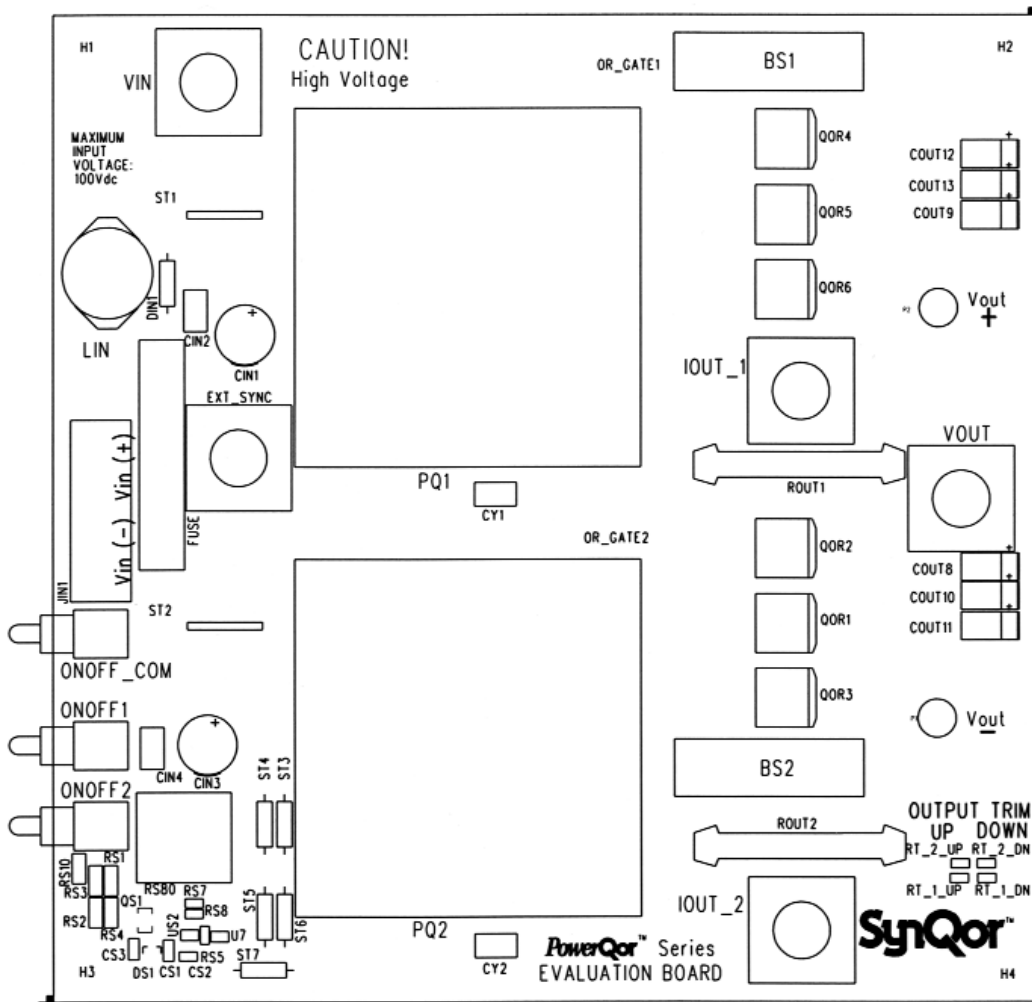 H1
CAUTION!
High Voltage
VIN
OR_GATE1
BS1
H2
MAXIMUM
INPUT
VOLTAGE:
100Vdc
QOR4
COUT12
+
+
COUT13
COUT9
ST1
QOR5
QOR6
DIN1
CIN2
+
CIN1
LIN
P2
Vout
+
IOUT_1
EXT_SYNC
VOUT
Vin (+)
Vin (-)
JIN1
FUSE
PQ1
CY1
ROUT1
OR_GATE2
QOR2
+
COUT8
+
COUT10
+
COUT11
ST2
QOR1
ONOFF_COM
QOR3
ONOFF1
+
CIN4
CIN3
Vout
-
ST4
ST3
BS2
ONOFF2
OUTPUT TRIM
UP DOWN
RT_2_UP RT_2_DN
RT_1_UP RT_1_DN
ROUT2
RS1
RS10
RS3
RS80
RS7
QS1
RS8
RS2
RS4
US2
U7
ST5
ST6
CS3
DS1
CS1
CS2
RS5
ST7
H3
PQ2
CY2
IOUT_2
PowerQor™ Series
EVALUATION BOARD
SynQor™
H4